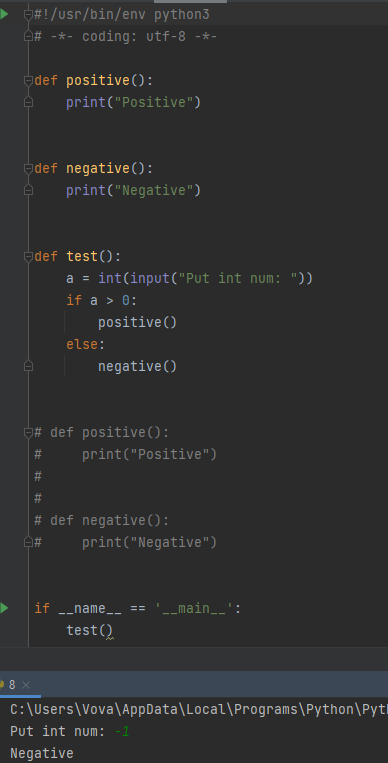 #!/usr/bin/env python3
# -*- coding: utf-8 -*-
def positive():
    print("Positive")
def negative():
    print("Negative")
def test():
    a = int(input("Put int num: "))
    if a > 0:
        positive()
    else:
        negative()
# def positive():
#     print("Positive")
#
#
# def negative():
#     print("Negative")
if __name__ == '__main__':
    test()
8 ×
C:\Users\Vova\AppData\Local\Programs\Python\Pyt
Put int num: -1
Negative